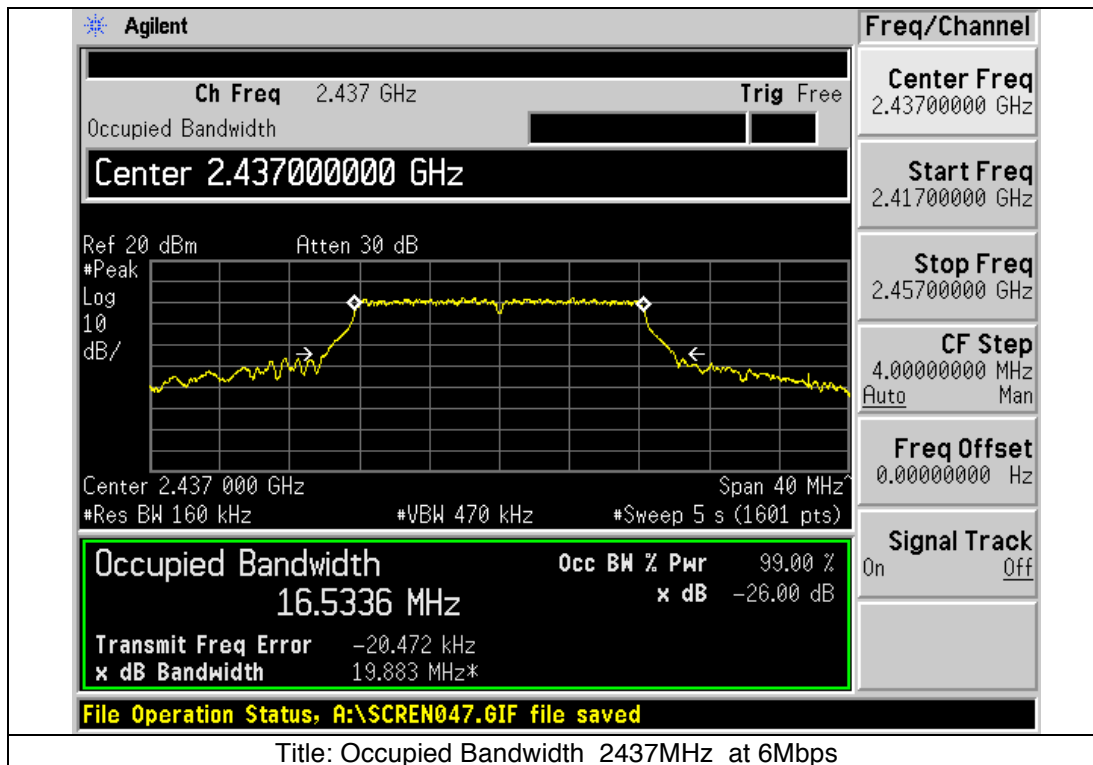 Agilent
Freq/Channel
Ch Freq 2.437 GHz Trig Free
Occupied Bandwidth
Center 2.437000000 GHz
Ref 20 dBm Atten 30 dB
#Peak
Log
10
dB/
Center 2.437 000 GHz Span 40 MHz^
#Res BW 160 kHz #VBW 470 kHz #Sweep 5 s (1601 pts)
Occupied Bandwidth Occ BW % Pwr 99.00 %
16.5336 MHz x dB -26.00 dB
Transmit Freq Error -20.472 kHz
x dB Bandwidth 19.883 MHz*
File Operation Status, A:\SCREN047.GIF file saved
Center Freq
2.43700000 GHz
Start Freq
2.41700000 GHz
Stop Freq
2.45700000 GHz
CF Step
4.00000000 MHz
Auto Man
Freq Offset
0.00000000 Hz
Signal Track
On Off
Title: Occupied Bandwidth 2437MHz at 6Mbps